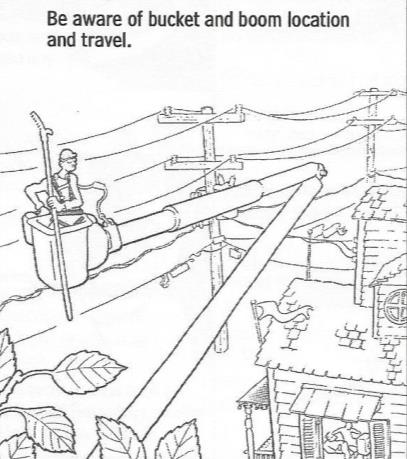 Be aware of bucket and boom location
and travel.